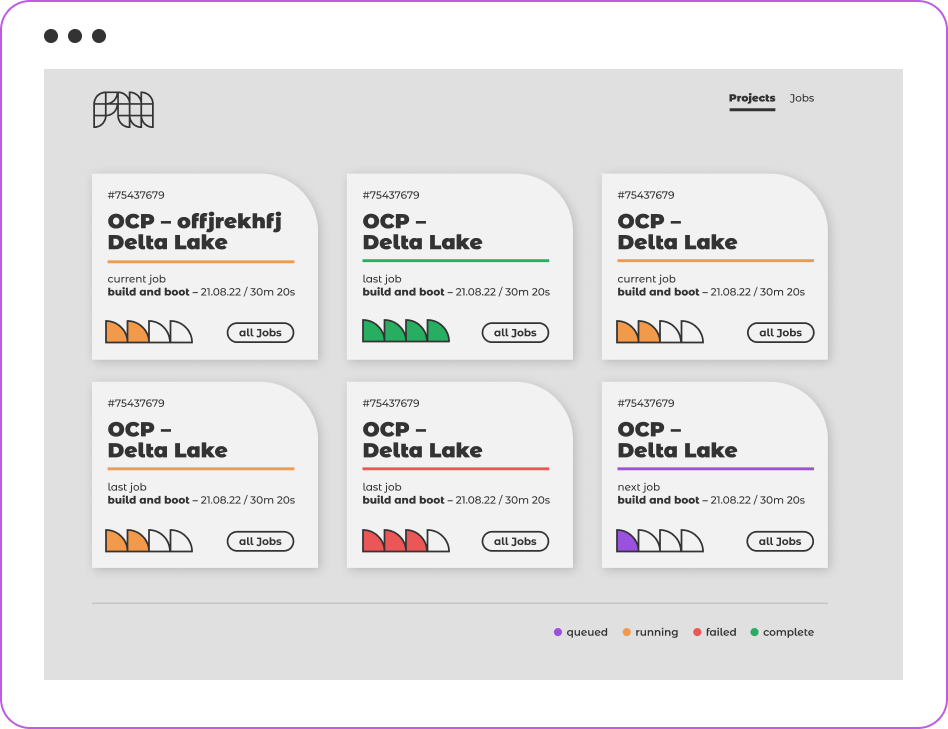 Projects Jobs
#75437679
OCP – offjrekhfj
Delta Lake
current job
build and boot – 21.08.22 / 30m 20s
all Jobs
#75437679
OCP –
Delta Lake
last job
build and boot – 21.08.22 / 30m 20s
all Jobs
#75437679
OCP –
Delta Lake
current job
build and boot – 21.08.22 / 30m 20s
all Jobs
#75437679
OCP –
Delta Lake
last job
build and boot – 21.08.22 / 30m 20s
all Jobs
#75437679
OCP –
Delta Lake
last job
build and boot – 21.08.22 / 30m 20s
all Jobs
#75437679
OCP –
Delta Lake
next job
build and boot – 21.08.22 / 30m 20s
all Jobs
queued running failed complete